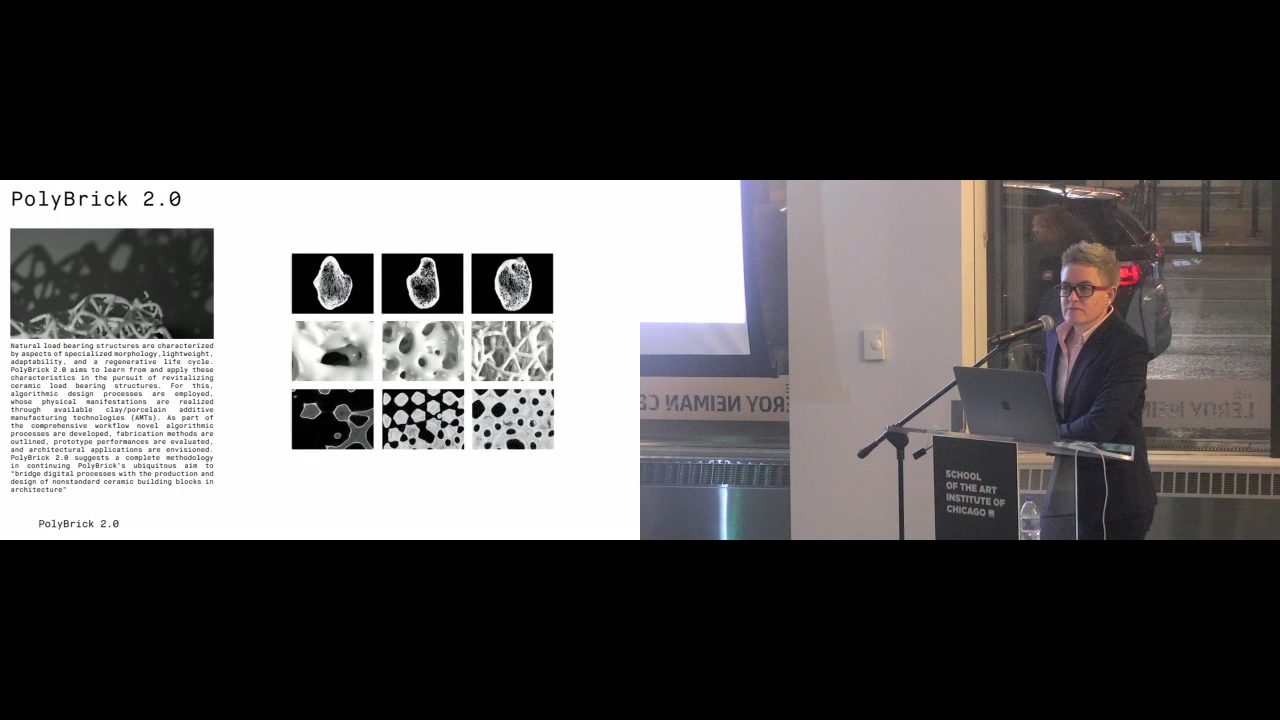 PolyBrick 2.0
Natural load bearing structures are characterized
by aspects of specialized morphology, lightweight,
adaptability, and a regenerative life cycle.
PolyBrick 2.0 aims to learn from and apply these
characteristics in the pursuit of revitalizing
ceramic load bearing structures. For this,
algorithmic design processes are employed,
whose physical manifestations are realized
through available clay/porcelain additive
manufacturing technologies (AMTs). As part of
the comprehensive workflow novel algorithmic
processes are developed, fabrication methods are
outlined, prototype performances are evaluated,
and architectural applications are envisioned.
PolyBrick 2.0 suggests a complete methodology
in continuing PolyBrick's ubiquitous aim to
"bridge digital processes with the production and
design of nonstandard ceramic building blocks in
architecture"
PolyBrick 2.0
LEROY NEIMAN
SCHOOL
OF THE ART
INSTITUTE OF
CHICAGO